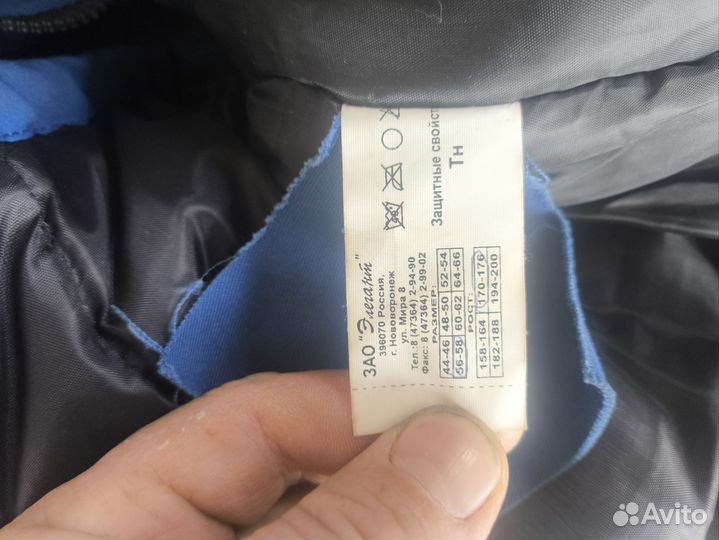 ЗАО "Элегант"
396070 Россия,
г. Нововоронеж
ул. Мира 8
Тел.:8 (47364) 2-94-90
Факс: 8 (47364) 2-99-02
РАЗМЕР:
44-46 48-50 52-54
56-58 60-62 64-66
РОСТ:
158-164 170-176
182-188 194-200
Защитные свойст
Тн
Avito